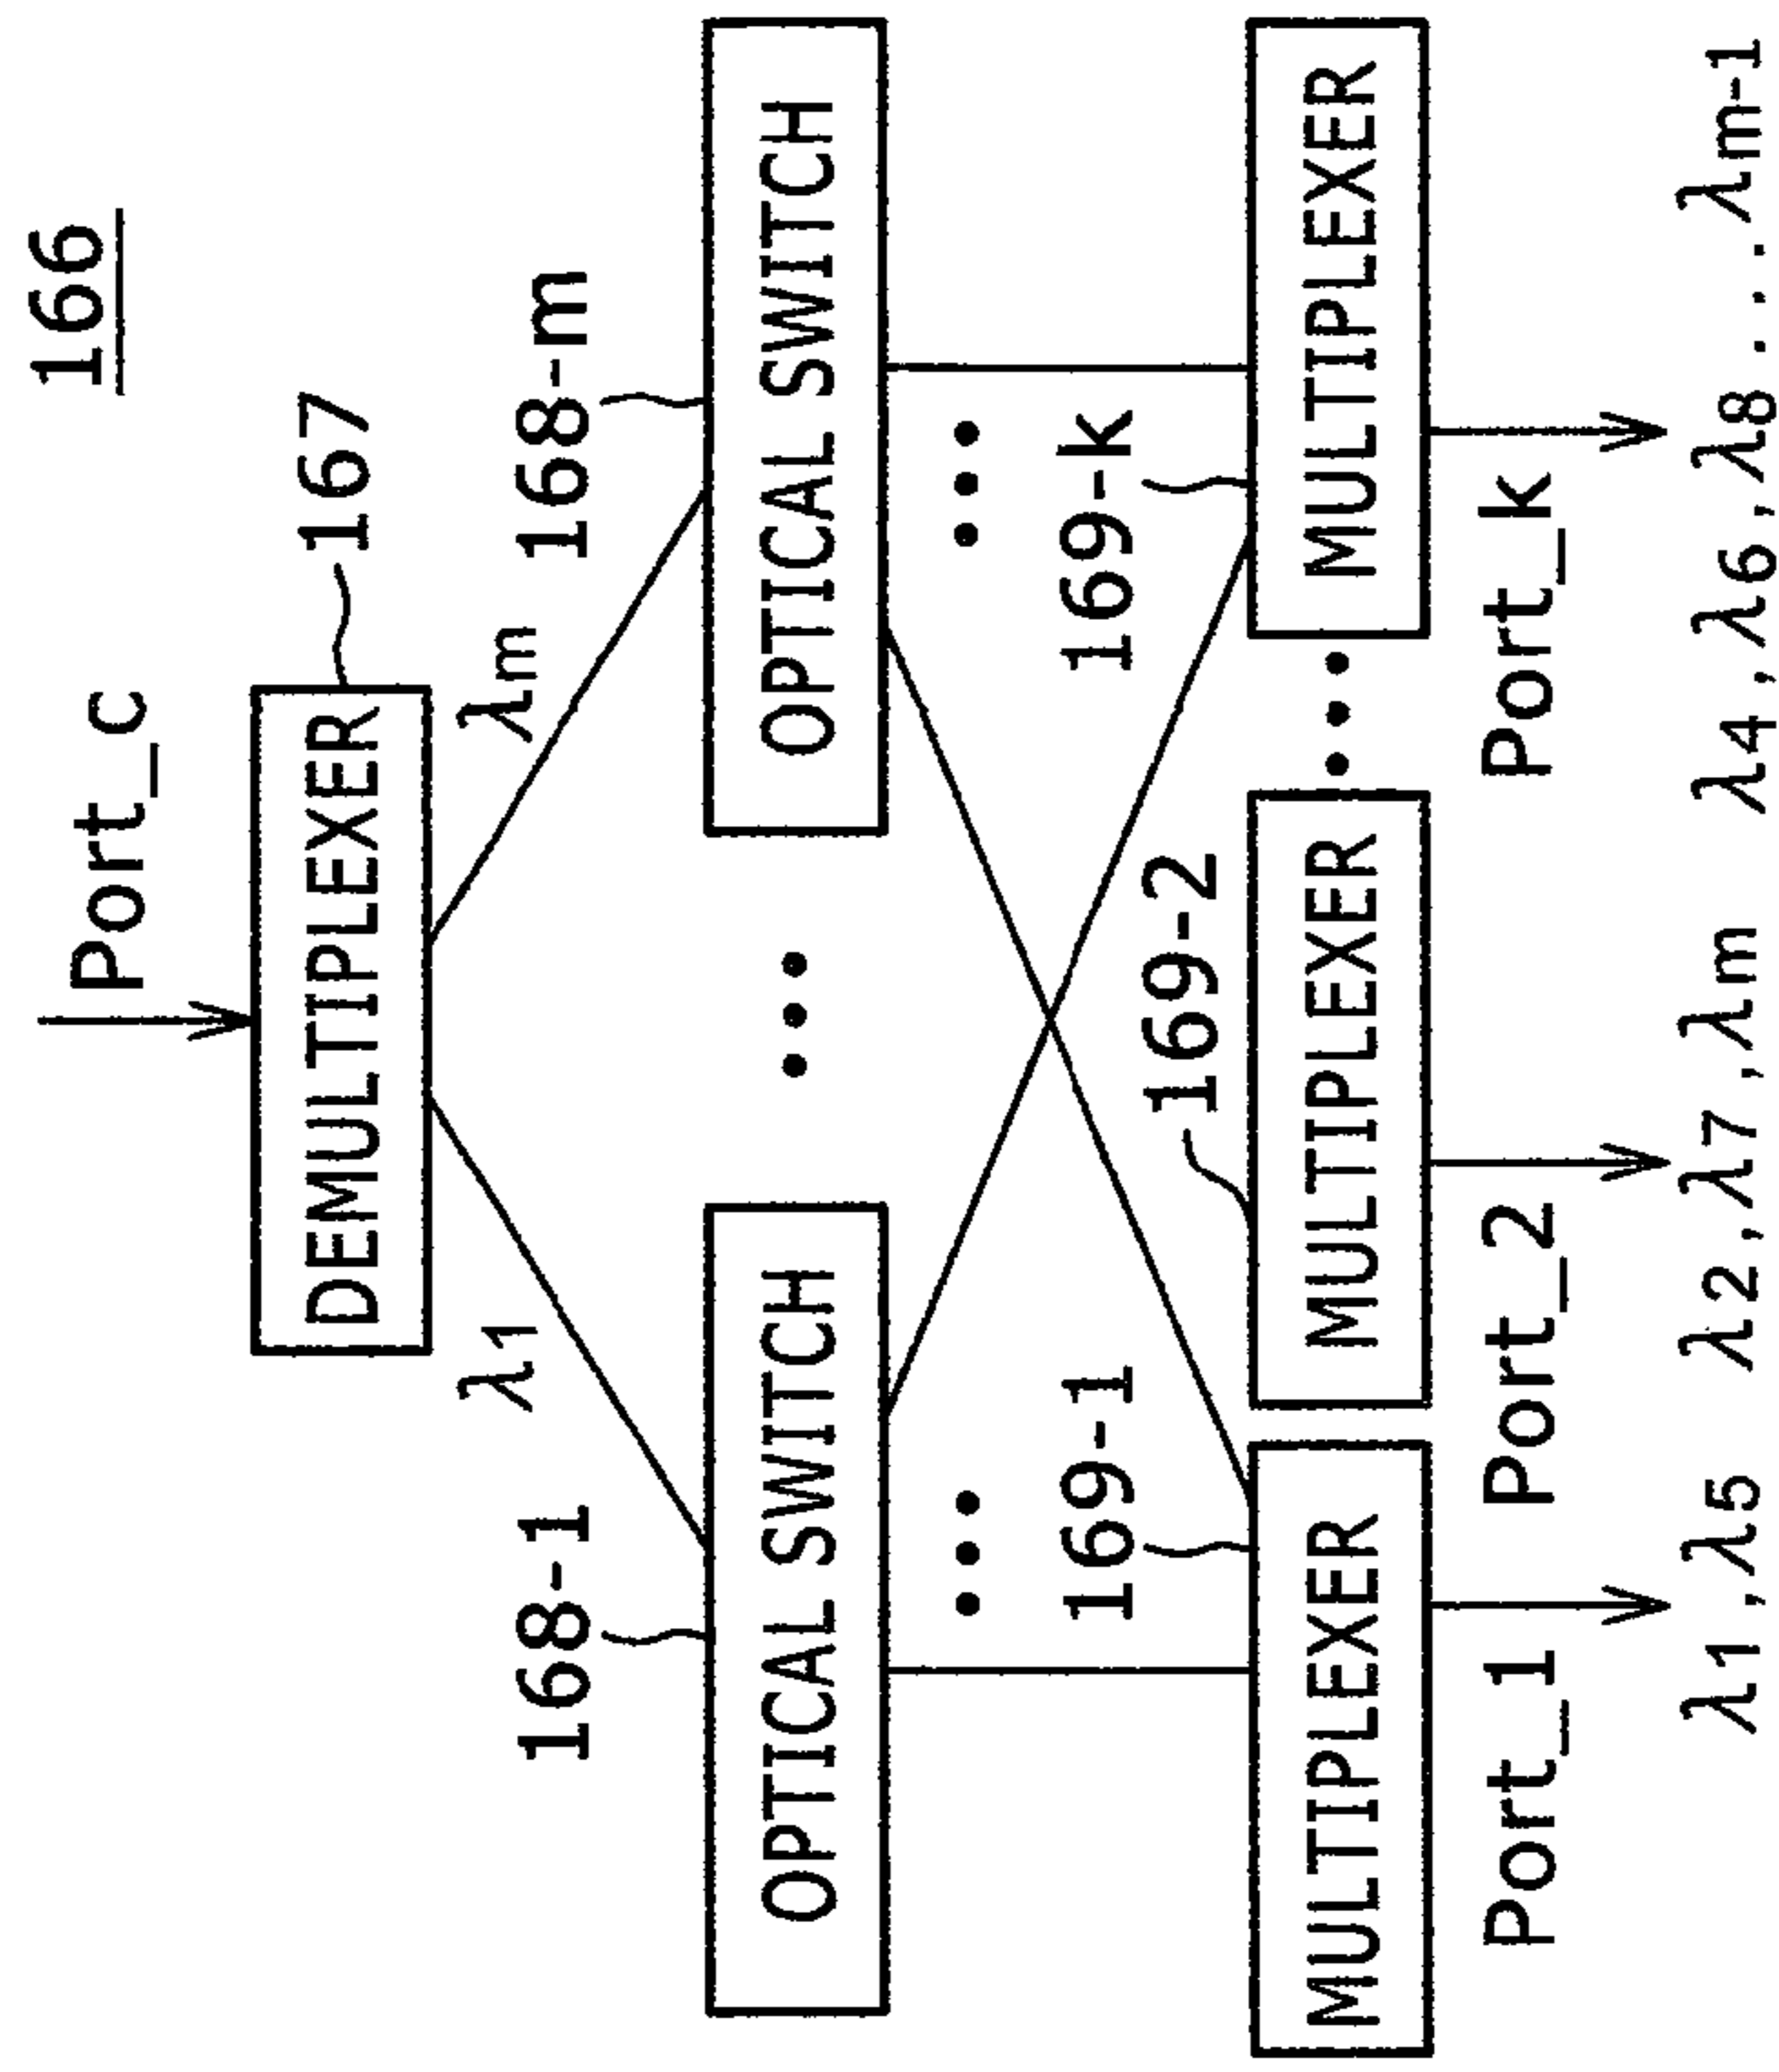 166
Port_C
DEMULTIPLEXER
167
λ1
λm
168-1
168-m
OPTICAL SWITCH
OPTICAL SWITCH
169-1
169-2
169-k
MULTIPLEXER
MULTIPLEXER
MULTIPLEXER
Port_1
Port_2
Port_k
λ1,λ5
λ2,λ7,λm
λ4,λ6,λ8...λm-1